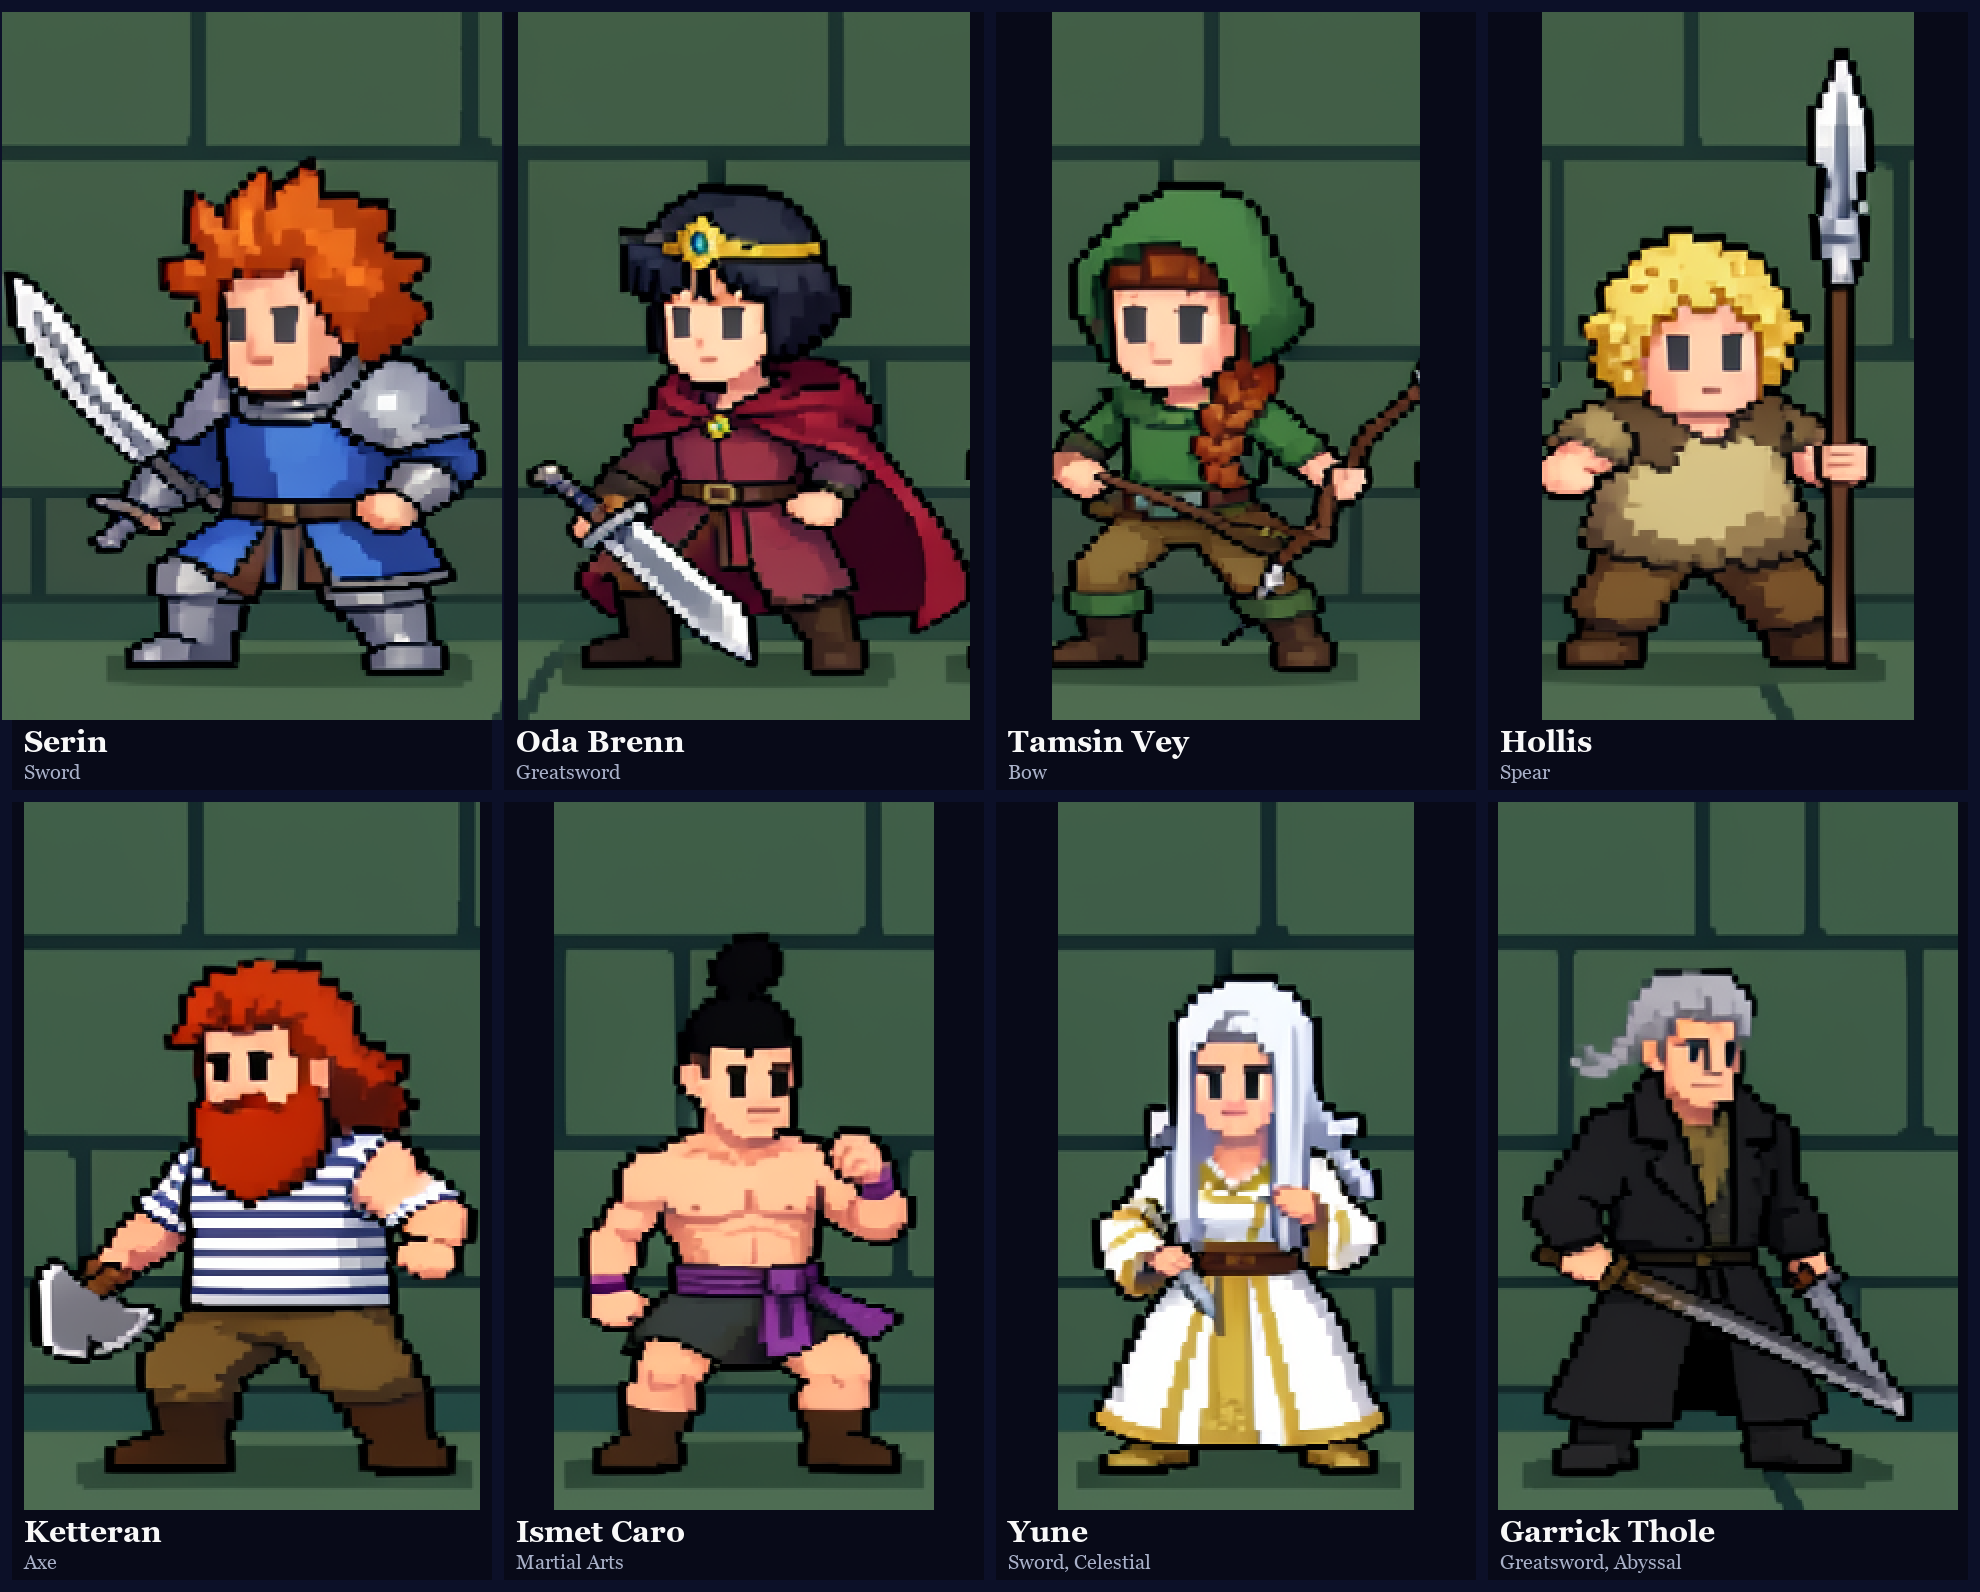 Serin
Sword
Oda Brenn
Greatsword
Tamsin Vey
Bow
Hollis
Spear
Ketteran
Axe
Ismet Caro
Martial Arts
Yune
Sword, Celestial
Garrick Thole
Greatsword, Abyssal